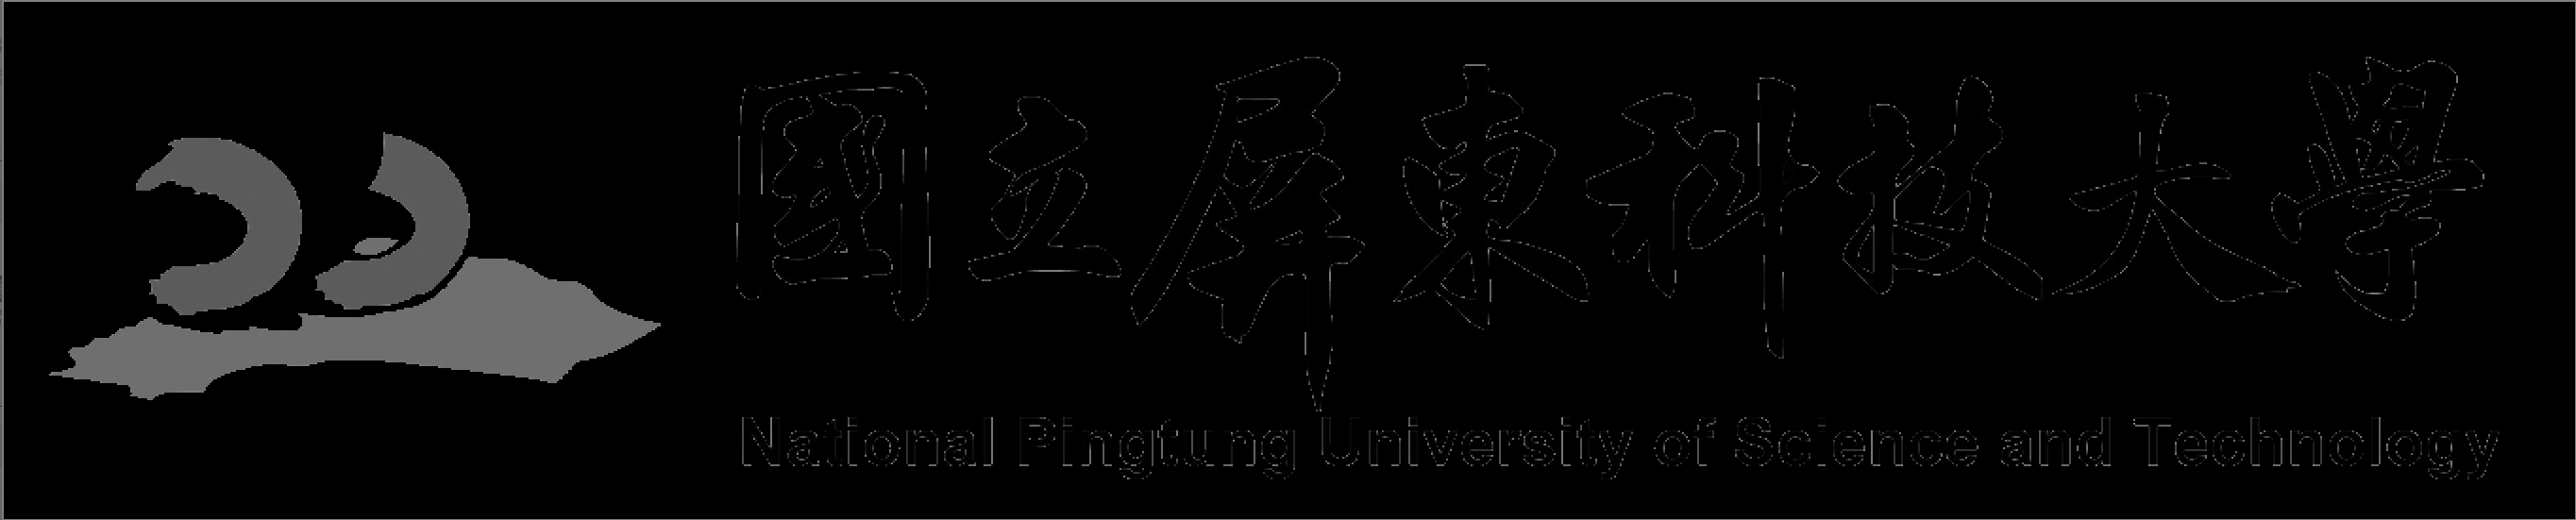 國立屏東科技大學
National Pingtung University of Science and Technology